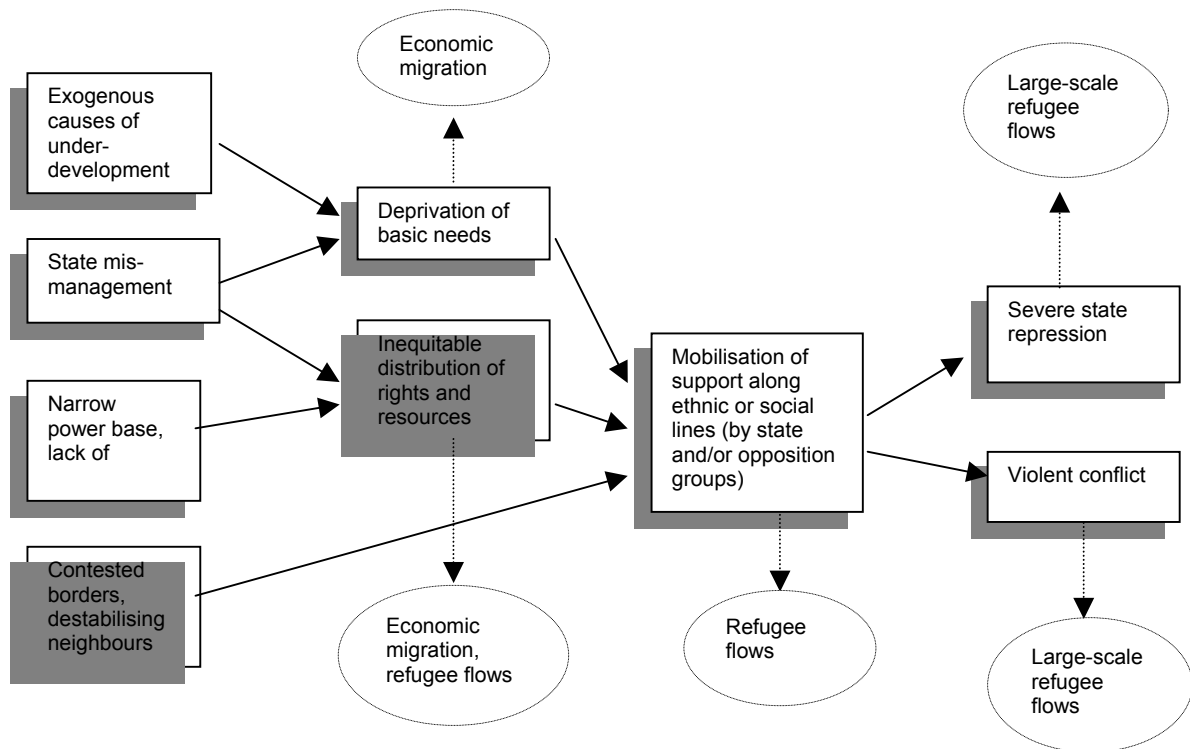 Economic
migration
Large-scale
refugee
flows
Exogenous
causes of
under-
development
Deprivation of
basic needs
State mis-
management
Severe state
repression
Inequitable
distribution of
rights and
resources
Mobilisation of
support along
ethnic or social
lines (by state
and/or opposition
groups)
Narrow
power base,
lack of
Violent conflict
Contested
borders,
destabilising
neighbours
Economic
migration,
refugee flows
Refugee
flows
Large-scale
refugee
flows